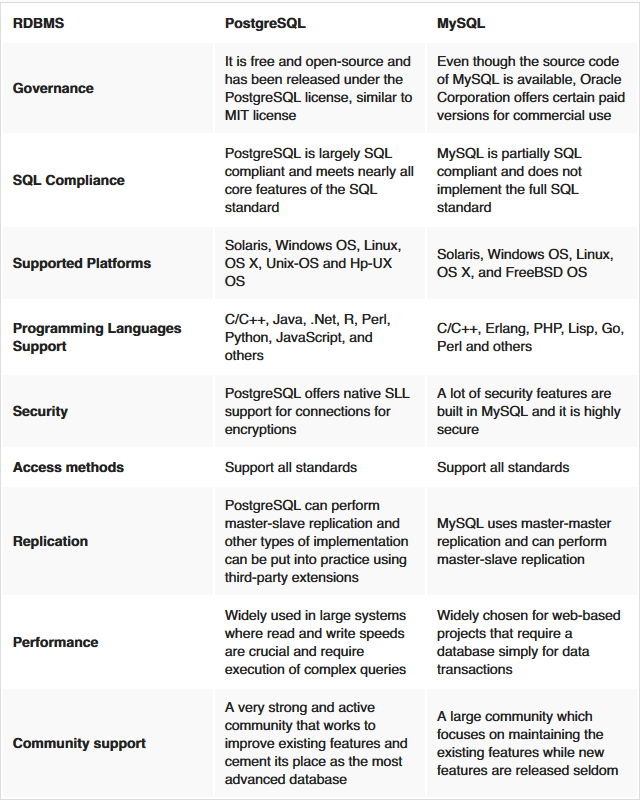 RDBMS PostgreSQL MySQL
Governance
It is free and open-source and
has been released under the
PostgreSQL license, similar to
MIT license
Even though the source code
of MySQL is available, Oracle
Corporation offers certain paid
versions for commercial use
SQL Compliance
PostgreSQL is largely SQL
compliant and meets nearly all
core features of the SQL
standard
MySQL is partially SQL
compliant and does not
implement the full SQL
standard
Supported Platforms
Solaris, Windows OS, Linux,
OS X, Unix-OS and Hp-UX
OS
Solaris, Windows OS, Linux,
OS X, and FreeBSD OS
Programming Languages
Support
C/C++, Java, .Net, R, Perl,
Python, JavaScript, and
others
C/C++, Erlang, PHP, Lisp, Go,
Perl and others
Security
PostgreSQL offers native SLL
support for connections for
encryptions
A lot of security features are
built in MySQL and it is highly
secure
Access methods
Support all standards
Support all standards
Replication
PostgreSQL can perform
master-slave replication and
other types of implementation
can be put into practice using
third-party extensions
MySQL uses master-master
replication and can perform
master-slave replication
Performance
Widely used in large systems
where read and write speeds
are crucial and require
execution of complex queries
Widely chosen for web-based
projects that require a
database simply for data
transactions
Community support
A very strong and active
community that works to
improve existing features and
cement its place as the most
advanced database
A large community which
focuses on maintaining the
existing features while new
features are released seldom